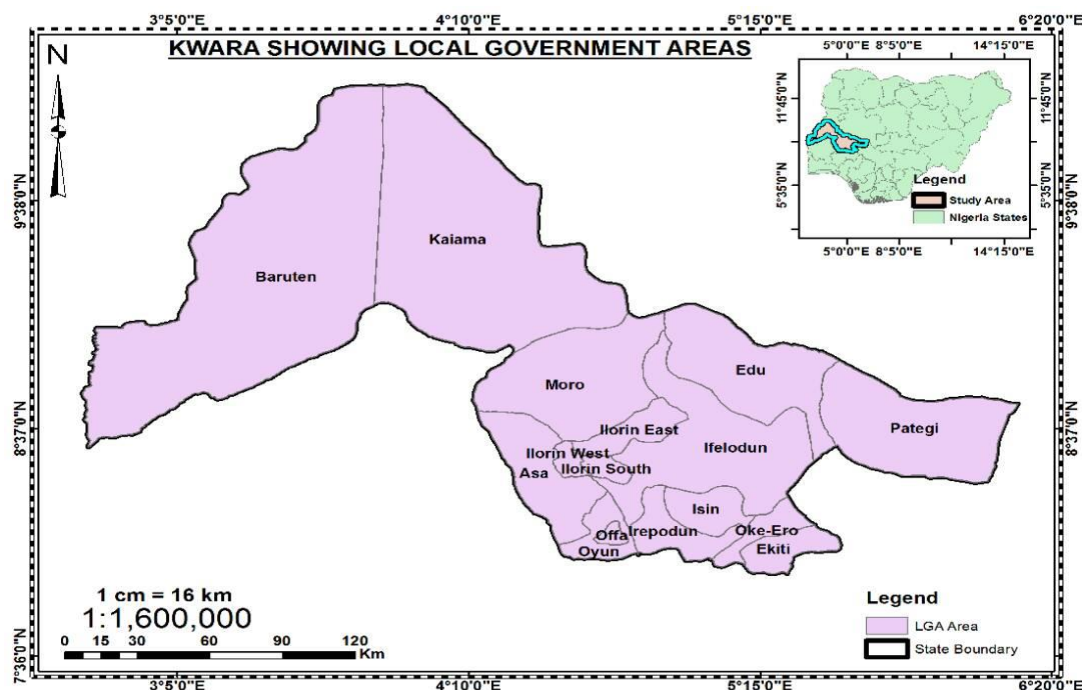 3°5'0"E 4°10'0"E 5°15'0"E 6°20'0"E
KWARA SHOWING LOCAL GOVERNMENT AREAS
N
5°0'0"E 8°50'0"E 14°15'0"E
11°45'0"N 11°45'0"N
5°35'0"N 5°35'0"N
Legend
Study Area
Nigeria States
5°0'0"E 8°50'0"E 14°15'0"E
9°38'0"N 9°38'0"N
Kaiama
Baruten
Edu
Moro
8°37'0"N 8°37'0"N
Pategi
Ilorin East
Ifelodun
Ilorin West
Asa Ilorin South
Isin
Offa Irepodun Oke-Ero
Oyun Ekiti
1 cm = 16 km
1:1,600,000
0 15 30 60 90 120
Km
Legend
LGA Area
State Boundary
7°36'0"N 7°36'0"N
3°5'0"E 4°10'0"E 5°15'0"E 6°20'0"E